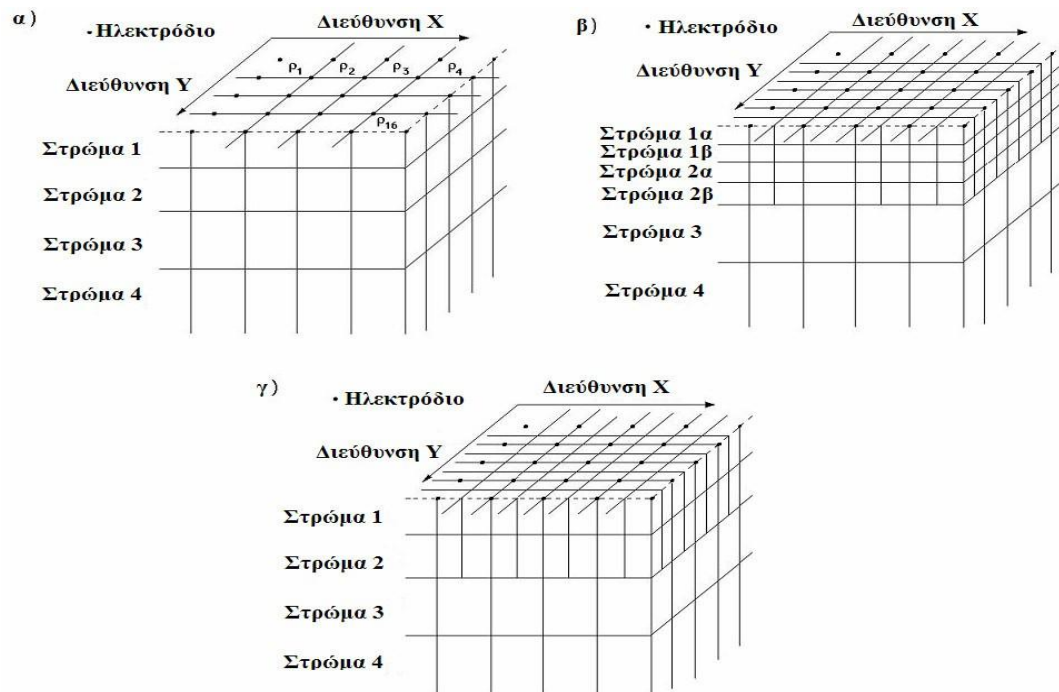 α)
Διεύθυνση Χ
· Ηλεκτρόδιο
Διεύθυνση Υ
ρ1 ρ2 ρ3 ρ4
ρ16
Στρώμα 1
Στρώμα 2
Στρώμα 3
Στρώμα 4
β)
Διεύθυνση Χ
· Ηλεκτρόδιο
Διεύθυνση Υ
Στρώμα 1α
Στρώμα 1β
Στρώμα 2α
Στρώμα 2β
Στρώμα 3
Στρώμα 4
γ)
Διεύθυνση Χ
· Ηλεκτρόδιο
Διεύθυνση Υ
Στρώμα 1
Στρώμα 2
Στρώμα 3
Στρώμα 4